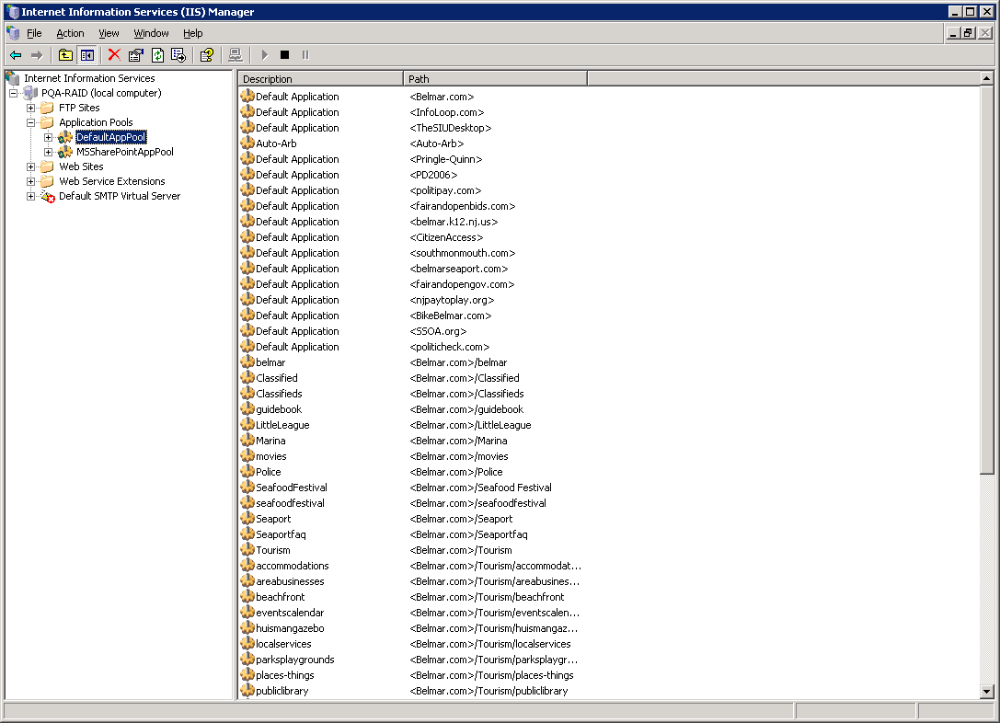 Internet Information Services (IIS) Manager
File Action View Window Help
Internet Information Services
PQA-RAID (local computer)
FTP Sites
Application Pools
DefaultAppPool
MSSharePointAppPool
Web Sites
Web Service Extensions
Default SMTP Virtual Server
Description Path
Default Application <Belmar.com>
Default Application <InfoLoop.com>
Default Application <TheSIUDesktop>
Auto-Arb <Auto-Arb>
Default Application <Pringle-Quinn>
Default Application <PD2006>
Default Application <politipay.com>
Default Application <fairandopenbids.com>
Default Application <belmar.k12.nj.us>
Default Application <CitizenAccess>
Default Application <southmonmouth.com>
Default Application <belmarseaport.com>
Default Application <fairandopengov.com>
Default Application <njpaytoplay.org>
Default Application <BikeBelmar.com>
Default Application <SSOA.org>
Default Application <politicheck.com>
belmar <Belmar.com>/belmar
Classified <Belmar.com>/Classified
Classifieds <Belmar.com>/Classifieds
guidebook <Belmar.com>/guidebook
LittleLeague <Belmar.com>/LittleLeague
Marina <Belmar.com>/Marina
movies <Belmar.com>/movies
Police <Belmar.com>/Police
SeafoodFestival <Belmar.com>/Seafood Festival
seafoodfestival <Belmar.com>/seafoodfestival
Seaport <Belmar.com>/Seaport
Seaportfaq <Belmar.com>/Seaportfaq
Tourism <Belmar.com>/Tourism
accommodations <Belmar.com>/Tourism/accommodat...
areabusinesses <Belmar.com>/Tourism/areabusines...
beachfront <Belmar.com>/Tourism/beachfront
eventscalendar <Belmar.com>/Tourism/eventscalen...
huismangazebo <Belmar.com>/Tourism/huismangaz...
localservices <Belmar.com>/Tourism/localservices
parksplaygrounds <Belmar.com>/Tourism/parksplaygr...
places-things <Belmar.com>/Tourism/places-things
publiclibrary <Belmar.com>/Tourism/publiclibrary